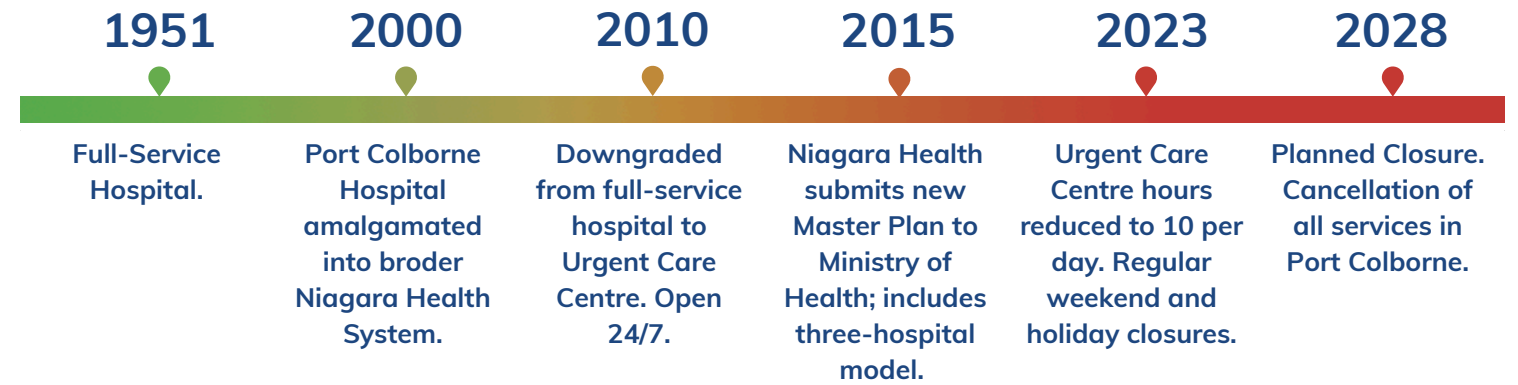 1951
Full-Service
Hospital.
2000
Port Colborne
Hospital
amalgamated
into broder
Niagara Health
System.
2010
Downgraded
from full-service
hospital to
Urgent Care
Centre. Open
24/7.
2015
Niagara Health
submits new
Master Plan to
Ministry of
Health; includes
three-hospital
model.
2023
Urgent Care
Centre hours
reduced to 10 per
day. Regular
weekend and
holiday closures.
2028
Planned Closure.
Cancellation of
all services in
Port Colborne.